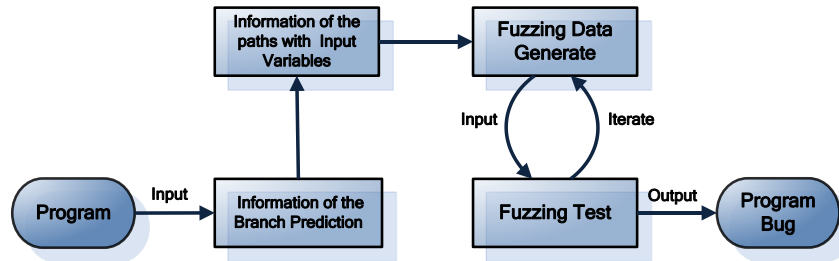 Information of the
paths with Input
Variables
Fuzzing Data
Generate
Input
Iterate
Program
Input
Information of the
Branch Prediction
Fuzzing Test
Output
Program
Bug